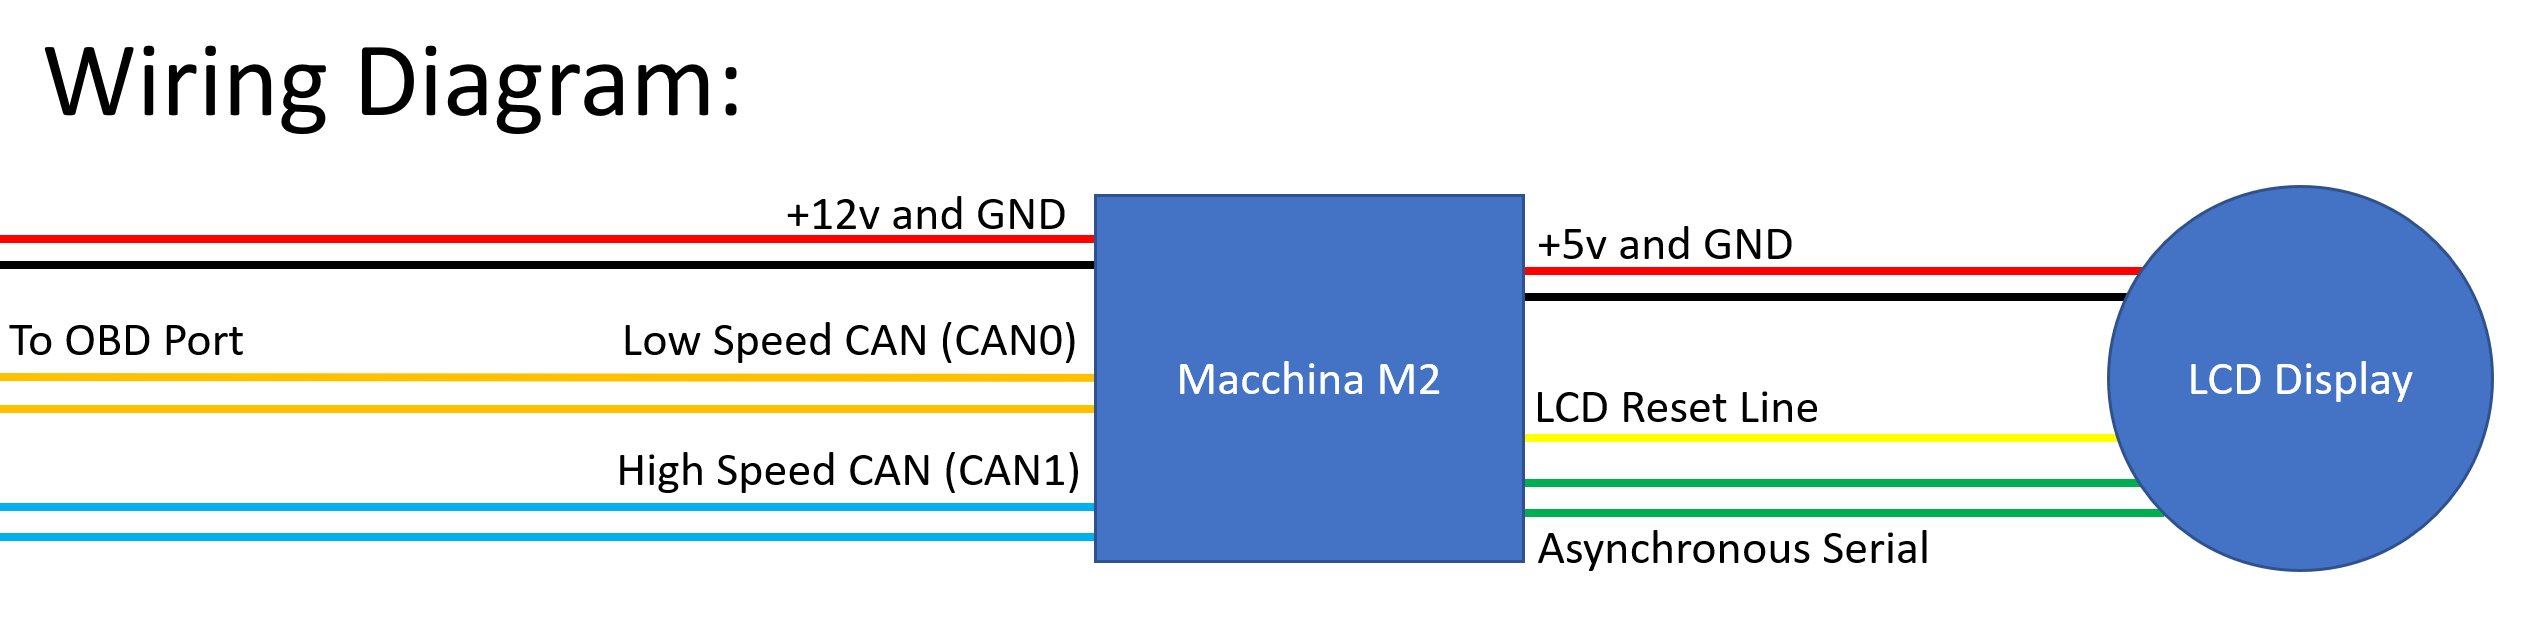 Wiring Diagram:
+12v and GND
+5v and GND
To OBD Port
Low Speed CAN (CAN0)
Macchina M2
LCD Display
LCD Reset Line
High Speed CAN (CAN1)
Asynchronous Serial